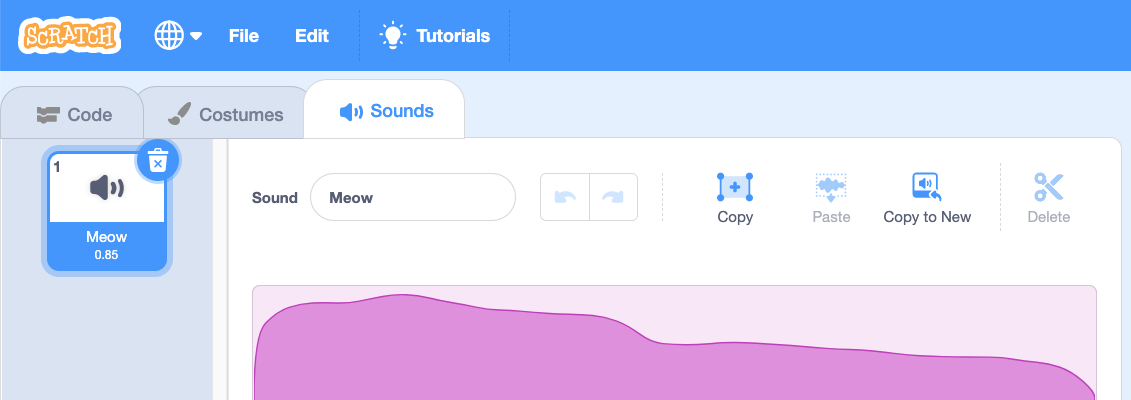 SCRATCH File Edit Tutorials
Code Costumes Sounds
1
Meow
0.85
Sound Meow
Copy Paste Copy to New Delete